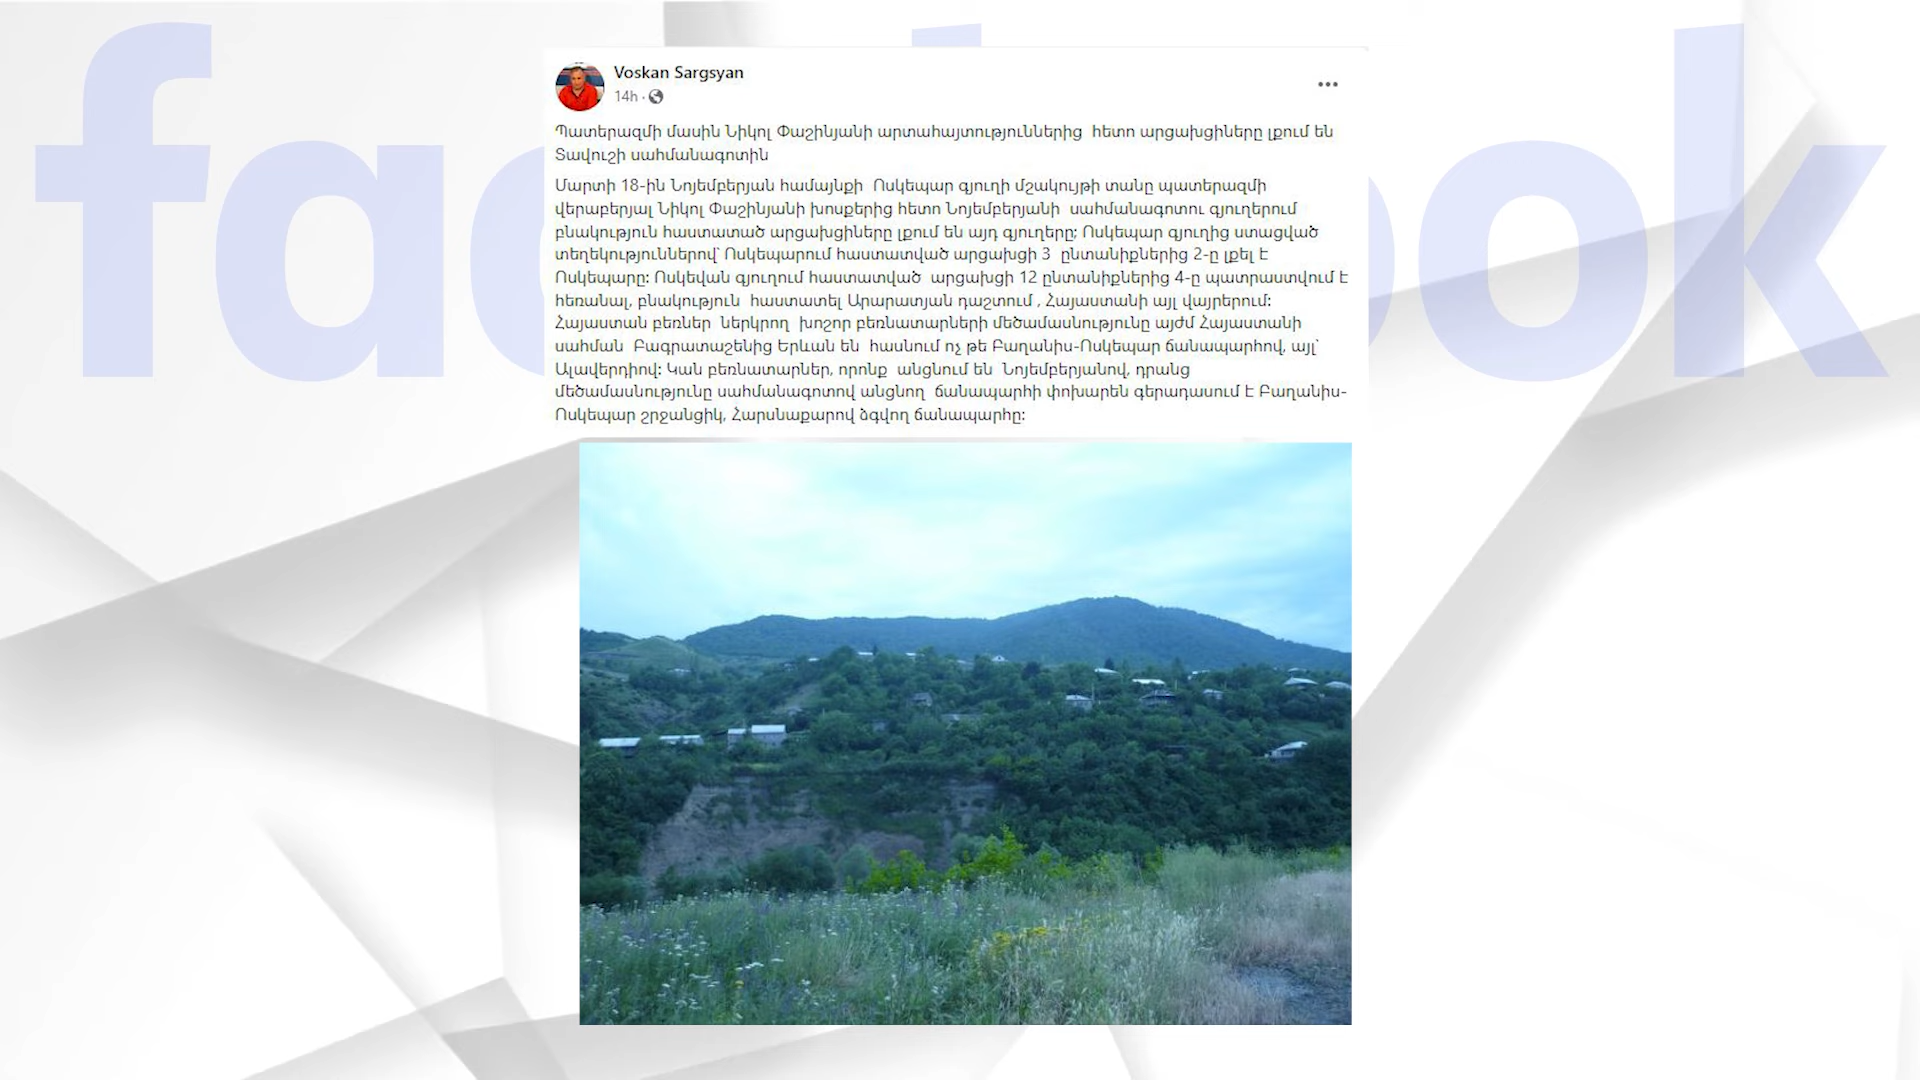 facebook
Voskan Sargsyan
14h ·
Պատերազմի մասին Նիկոլ Փաշինյանի արտահայտություններից հետո արցախցիները լքում են
Տավուշի սահմանագոտին
Մարտի 18-ին Նոյեմբերյան համայնքի Ոսկեպար գյուղի մշակույթի տանը պատերազմի
վերաբերյալ Նիկոլ Փաշինյանի խոսքերից հետո Նոյեմբերյանի սահմանագոտու գյուղերում
բնակություն հաստատած արցախցիները լքում են այդ գյուղերը; Ոսկեպար գյուղից ստացված
տեղեկություններով՝ Ոսկեպարում հաստատված արցախցի 3 ընտանիքներից 2-ը լքել է
Ոսկեպարը: Ոսկեվան գյուղում հաստատված արցախցի 12 ընտանիքներից 4-ը պատրաստվում է
հեռանալ, բնակություն հաստատել Արարատյան դաշտում , Հայաստանի այլ վայրերում:
Հայաստան բեռներ ներկրող խոշոր բեռնատարների մեծամասնությունը այժմ Հայաստանի
սահման Բագրատաշենից Երևան են հասնում ոչ թե Բաղանիս-Ոսկեպար ճանապարհով, այլ՝
Ալավերդիով: Կան բեռնատարներ, որոնք անցնում են Նոյեմբերյանով, դրանց
մեծամասնությունը սահմանագոտով անցնող ճանապարհի փոխարեն գերադասում է Բաղանիս-
Ոսկեպար շրջանցիկ, Հարսնաքարով ձգվող ճանապարհը: